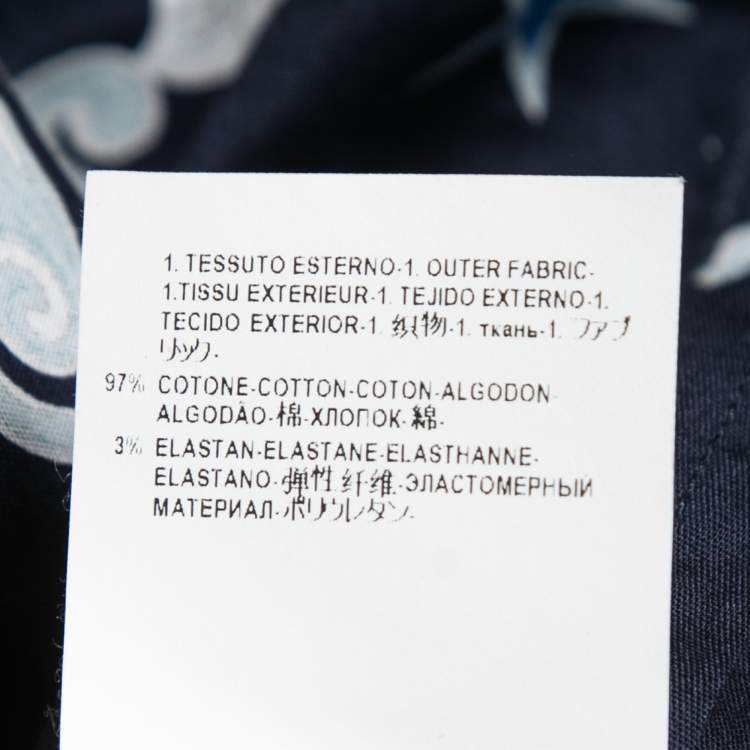 1. TESSUTO ESTERNO-1. OUTER FABRIC-
1.TISSU EXTERIEUR-1. TEJIDO EXTERNO-1.
TECIDO EXTERIOR-1. 织物-1. ткань-1. ファブ
リック-
97% COTONE-COTTON-COTON-ALGODON-
ALGODÃO-棉-ХЛОПОК-綿-
3% ELASTAN-ELASTANE-ELASTHANNE-
ELASTANO-弹性纤维-ЭЛАСТОМЕРНЫЙ
МАТЕРИАЛ-ポリウレタン-